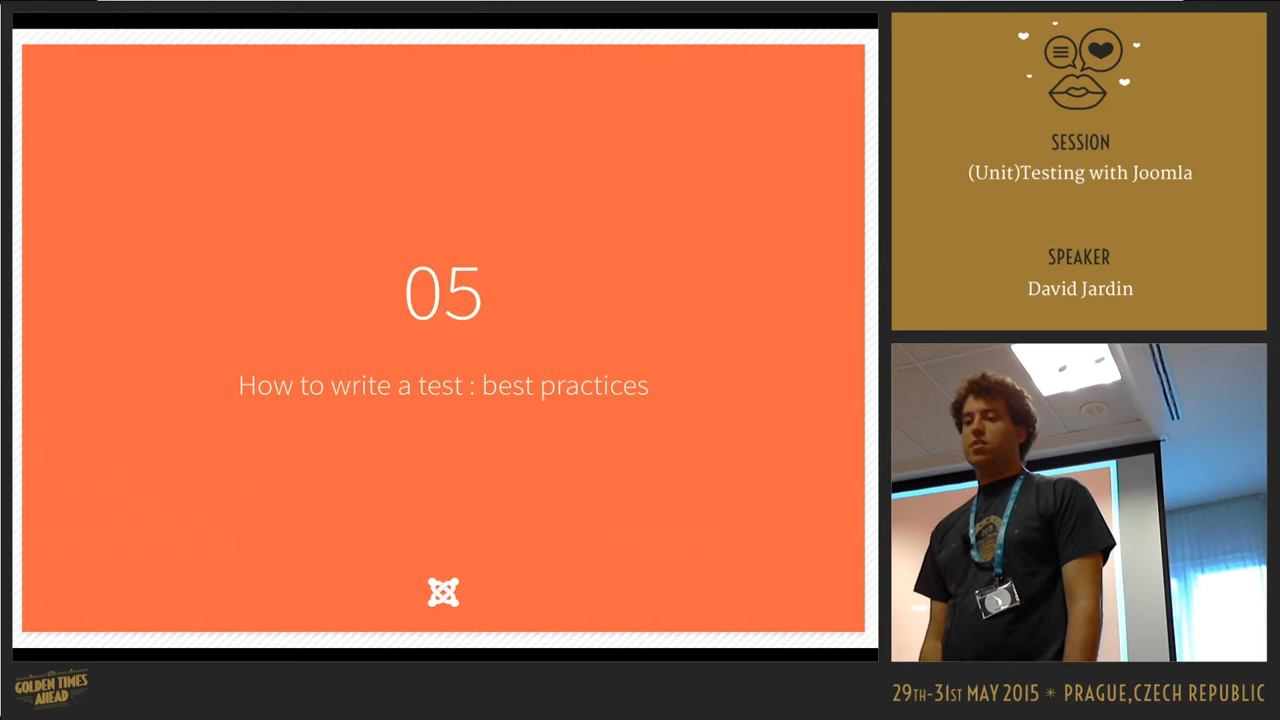 05
How to write a test : best practices
SESSION
(Unit)Testing with Joomla
SPEAKER
David Jardin
GOLDEN TIMES
AHEAD
29TH-31ST MAY 2015 * PRAGUE,CZECH REPUBLIC